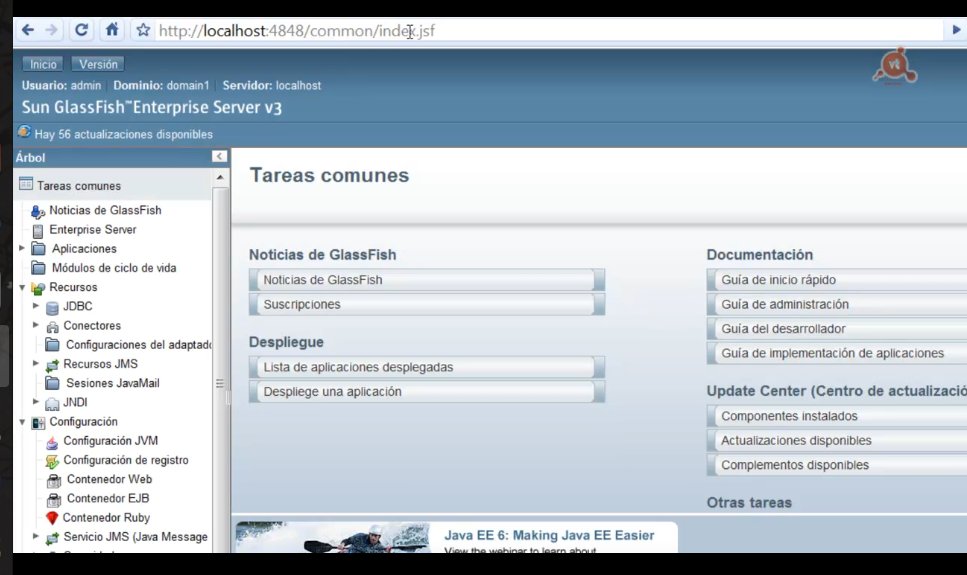 http://localhost:4848/common/index.jsf
Inicio Versión
Usuario: admin Dominio: domain1 Servidor: localhost
Sun GlassFish™Enterprise Server v3
Hay 56 actualizaciones disponibles
Árbol
Tareas comunes
Noticias de GlassFish
Enterprise Server
Aplicaciones
Módulos de ciclo de vida
Recursos
JDBC
Conectores
Configuraciones del adaptado
Recursos JMS
Sesiones JavaMail
JNDI
Configuración
Configuración JVM
Configuración de registro
Contenedor Web
Contenedor EJB
Contenedor Ruby
Servicio JMS (Java Message
Tareas comunes
Noticias de GlassFish
Noticias de GlassFish
Suscripciones
Despliegue
Lista de aplicaciones desplegadas
Despliege una aplicación
Documentación
Guía de inicio rápido
Guía de administración
Guía del desarrollador
Guía de implementación de aplicaciones
Update Center (Centro de actualizació
Componentes instalados
Actualizaciones disponibles
Complementos disponibles
Otras tareas
Java EE 6: Making Java EE Easier
View the webinar to learn about